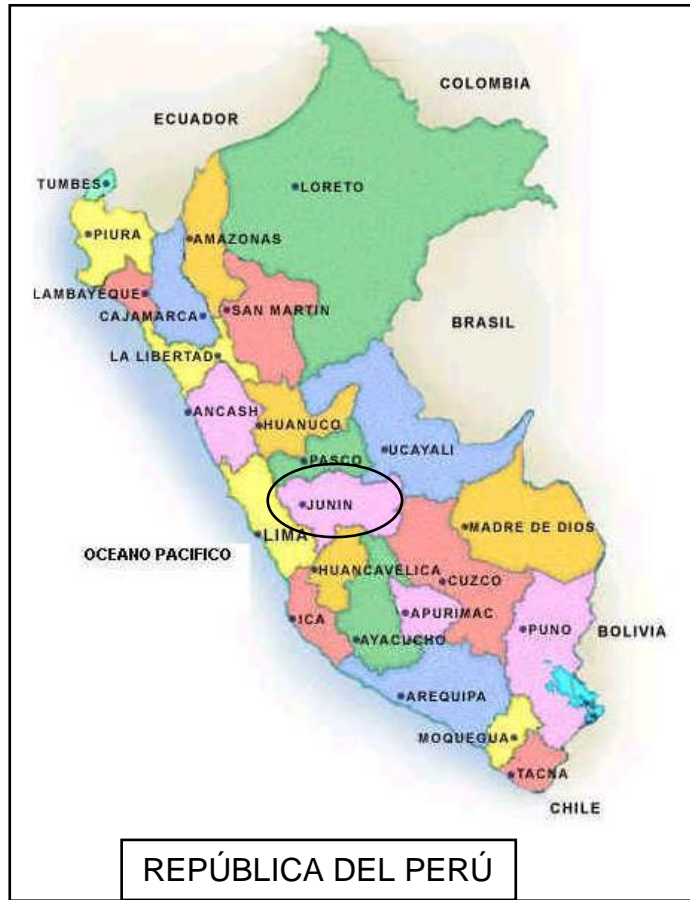 COLOMBIA
ECUADOR
TUMBES
LORETO
PIURA
AMAZONAS
LAMBAYEQUE
SAN MARTIN
CAJAMARCA
BRASIL
LA LIBERTAD
ANCASH
HUANUCO
UCAYALI
PASCO
JUNIN
MADRE DE DIOS
LIMA
OCEANO PACIFICO
HUANCAVELICA
CUZCO
APURIMAC
ICA
PUNO
BOLIVIA
AYACUCHO
AREQUIPA
MOQUEGUA
TACNA
CHILE
REPÚBLICA DEL PERÚ